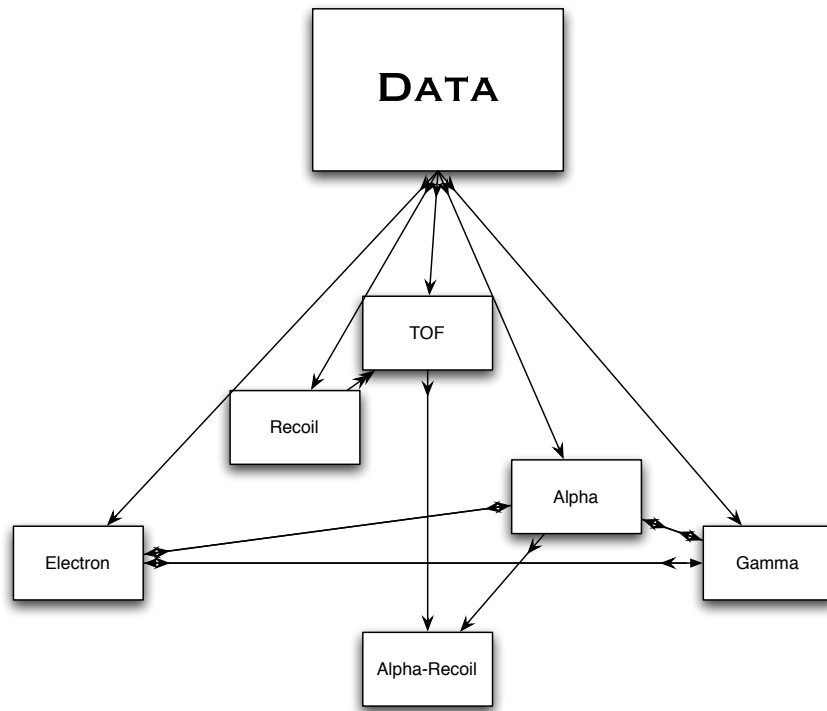 DATA
TOF
Recoil
Alpha
Electron
Gamma
Alpha-Recoil